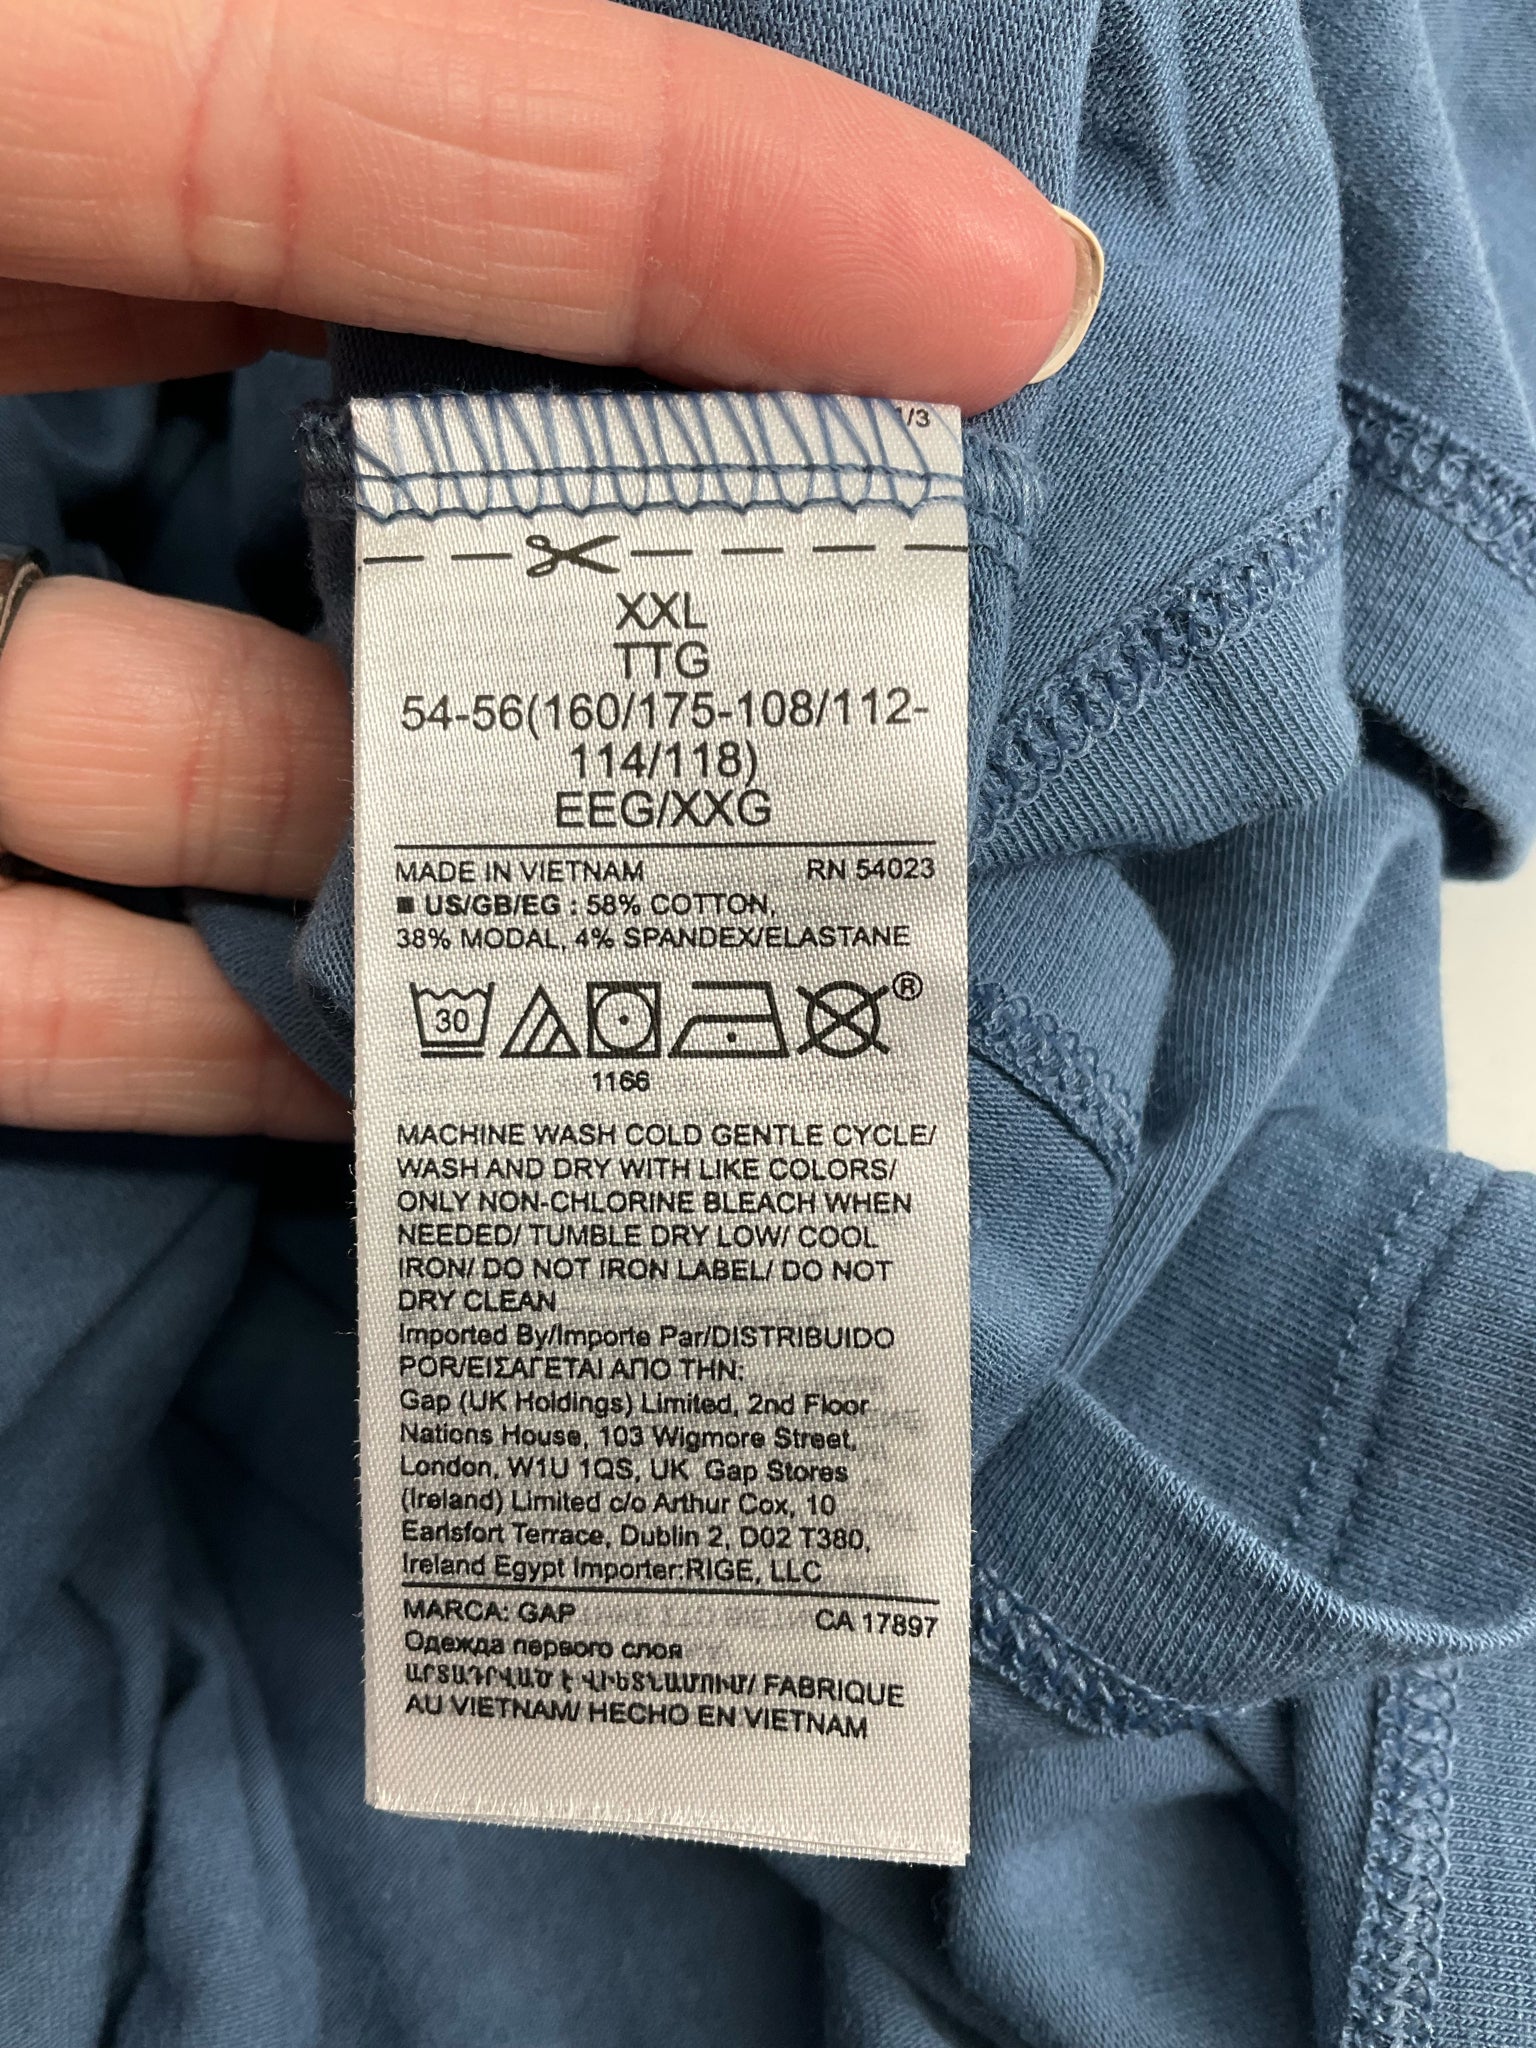 1/3
XXL
TTG
54-56(160/175-108/112-
114/118)
EEG/XXG
MADE IN VIETNAM RN 54023
■ US/GB/EG : 58% COTTON,
38% MODAL, 4% SPANDEX/ELASTANE
30 ®
1166
MACHINE WASH COLD GENTLE CYCLE/
WASH AND DRY WITH LIKE COLORS/
ONLY NON-CHLORINE BLEACH WHEN
NEEDED/ TUMBLE DRY LOW/ COOL
IRON/ DO NOT IRON LABEL/ DO NOT
DRY CLEAN
Imported By/Importe Par/DISTRIBUIDO
POR/ΕΙΣΑΓΕΤΑΙ ΑΠΟ ΤΗΝ:
Gap (UK Holdings) Limited, 2nd Floor
Nations House, 103 Wigmore Street,
London, W1U 1QS, UK Gap Stores
(Ireland) Limited c/o Arthur Cox, 10
Earlsfort Terrace, Dublin 2, D02 T380,
Ireland Egypt Importer:RIGE, LLC
MARCA: GAP CA 17897
Одежда первого слоя
ԱՐՏԱԴՐՎԱԾ Է ՎԻԵՏՆԱՄՈՒՄ/ FABRIQUE
AU VIETNAM/ HECHO EN VIETNAM